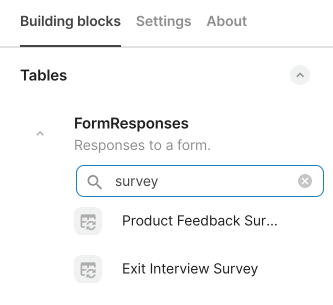 Building blocks Settings About
Tables
FormResponses
Responses to a form.
survey
Product Feedback Sur...
Exit Interview Survey